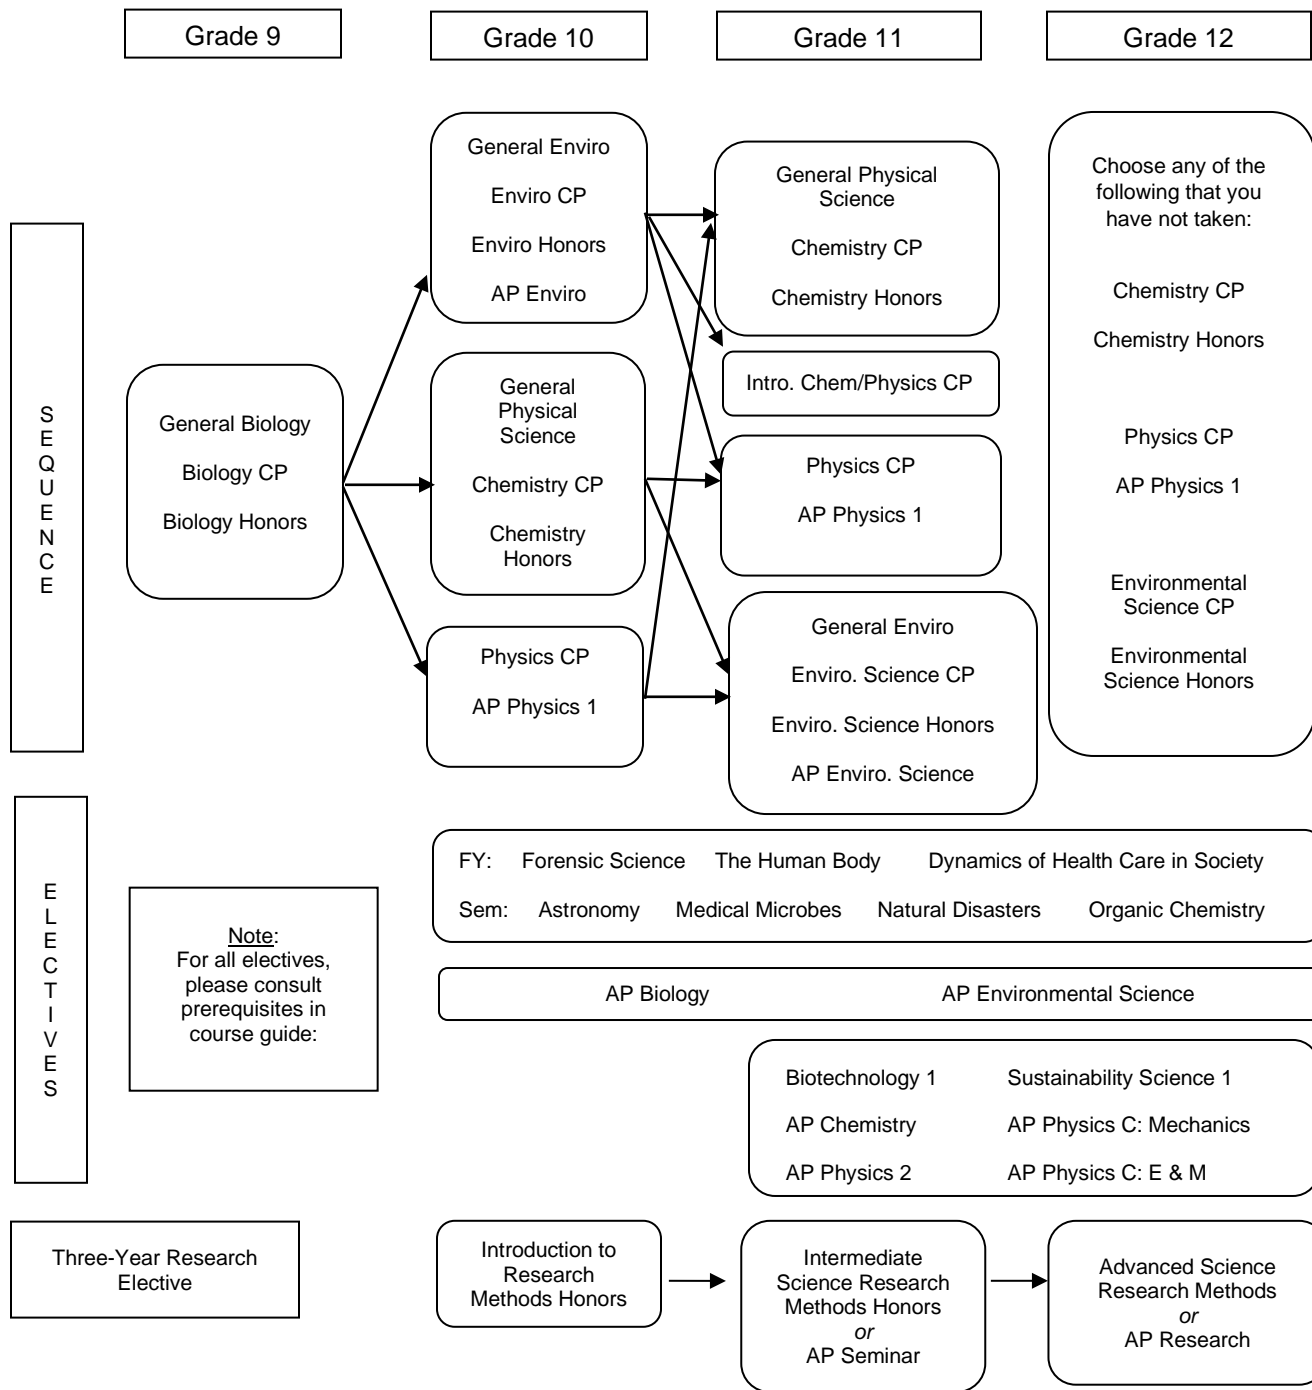 Grade 9
Grade 10
Grade 11
Grade 12
SEQUENCE
General Biology
Biology CP
Biology Honors
General Enviro
Enviro CP
Enviro Honors
AP Enviro
General
Physical
Science
Chemistry CP
Chemistry
Honors
Physics CP
AP Physics 1
General Physical
Science
Chemistry CP
Chemistry Honors
Intro. Chem/Physics CP
Physics CP
AP Physics 1
General Enviro
Enviro. Science CP
Enviro. Science Honors
AP Enviro. Science
Choose any of the
following that you
have not taken:
Chemistry CP
Chemistry Honors
Physics CP
AP Physics 1
Environmental
Science CP
Environmental
Science Honors
ELECTIVES
Note:
For all electives,
please consult
prerequisites in
course guide:
FY: Forensic Science The Human Body Dynamics of Health Care in Society
Sem: Astronomy Medical Microbes Natural Disasters Organic Chemistry
AP Biology AP Environmental Science
Biotechnology 1 Sustainability Science 1
AP Chemistry AP Physics C: Mechanics
AP Physics 2 AP Physics C: E & M
Three-Year Research
Elective
Introduction to
Research
Methods Honors
Intermediate
Science Research
Methods Honors
or
AP Seminar
Advanced Science
Research Methods
or
AP Research